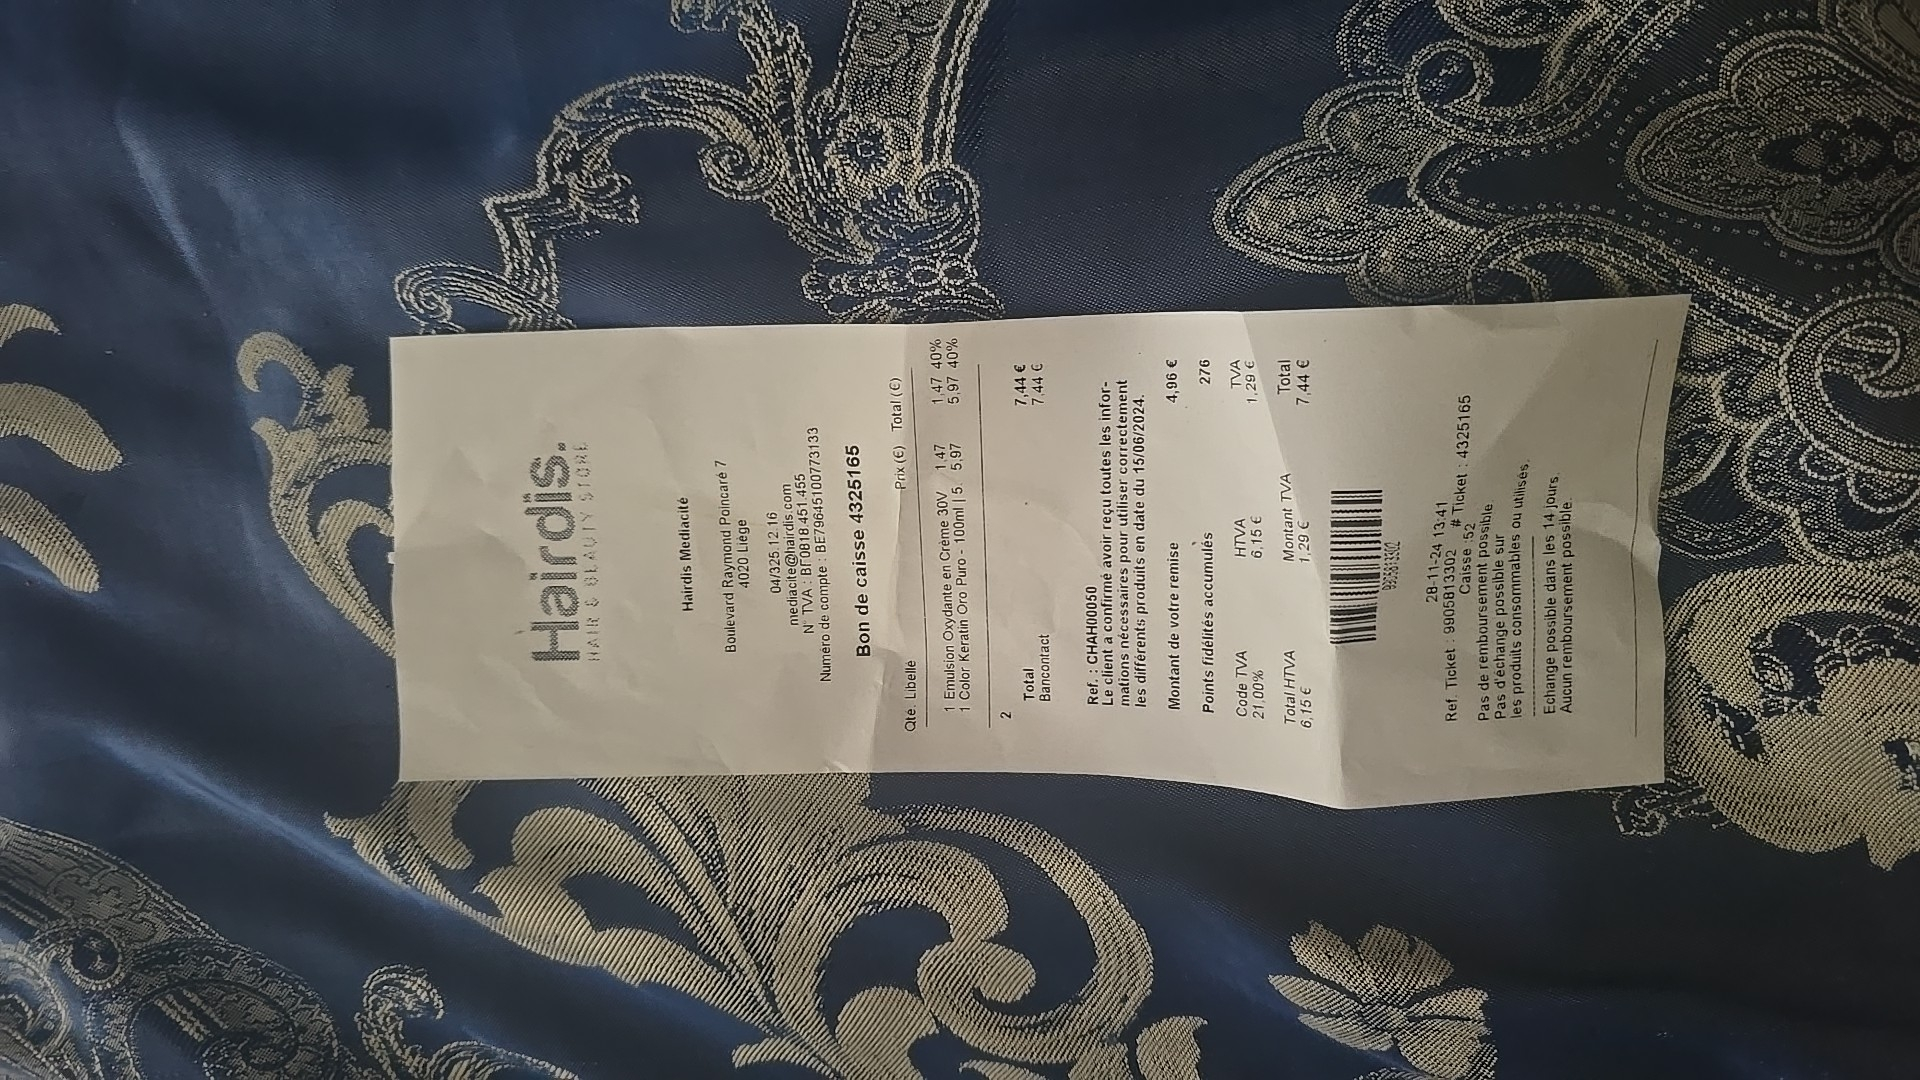 Hairdis.
HAIR & BEAUTY STORE
Hairdis Mediacité
Boulevard Raymond Poincaré 7
4020 Liège
04/325.12.16
mediacite@hairdis.com
N° TVA : BE 0818.451.455
Numéro de compte : BE79645100773133
Bon de caisse 4325165
Qté. Libellé Prix (€) Total (€)
1 Emulsion Oxydante en Crème 30V 1,47 1,47 40%
1 Color Keratin Oro Puro - 100ml | 5. 5,97 5,97 40%
2
Total 7,44 €
Bancontact 7,44 €
Ref. : CHAH00050
Le client a confirmé avoir reçu toutes les infor-
mations nécessaires pour utiliser correctement
les différents produits en date du 15/06/2024.
Montant de votre remise 4,96 €
Points fidélités accumulés 276
Code TVA HTVA TVA
21,00% 6,15 € 1,29 €
Total HTVA Montant TVA Total
6,15 € 1,29 € 7,44 €
9905813302
28-11-24 13:41
Ref. Ticket : 9905813302 # Ticket : 4325165
Caisse :52
Pas de remboursement possible.
Pas d'échange possible sur
les produits consommables ou utilisés.
Echange possible dans les 14 jours.
Aucun remboursement possible.